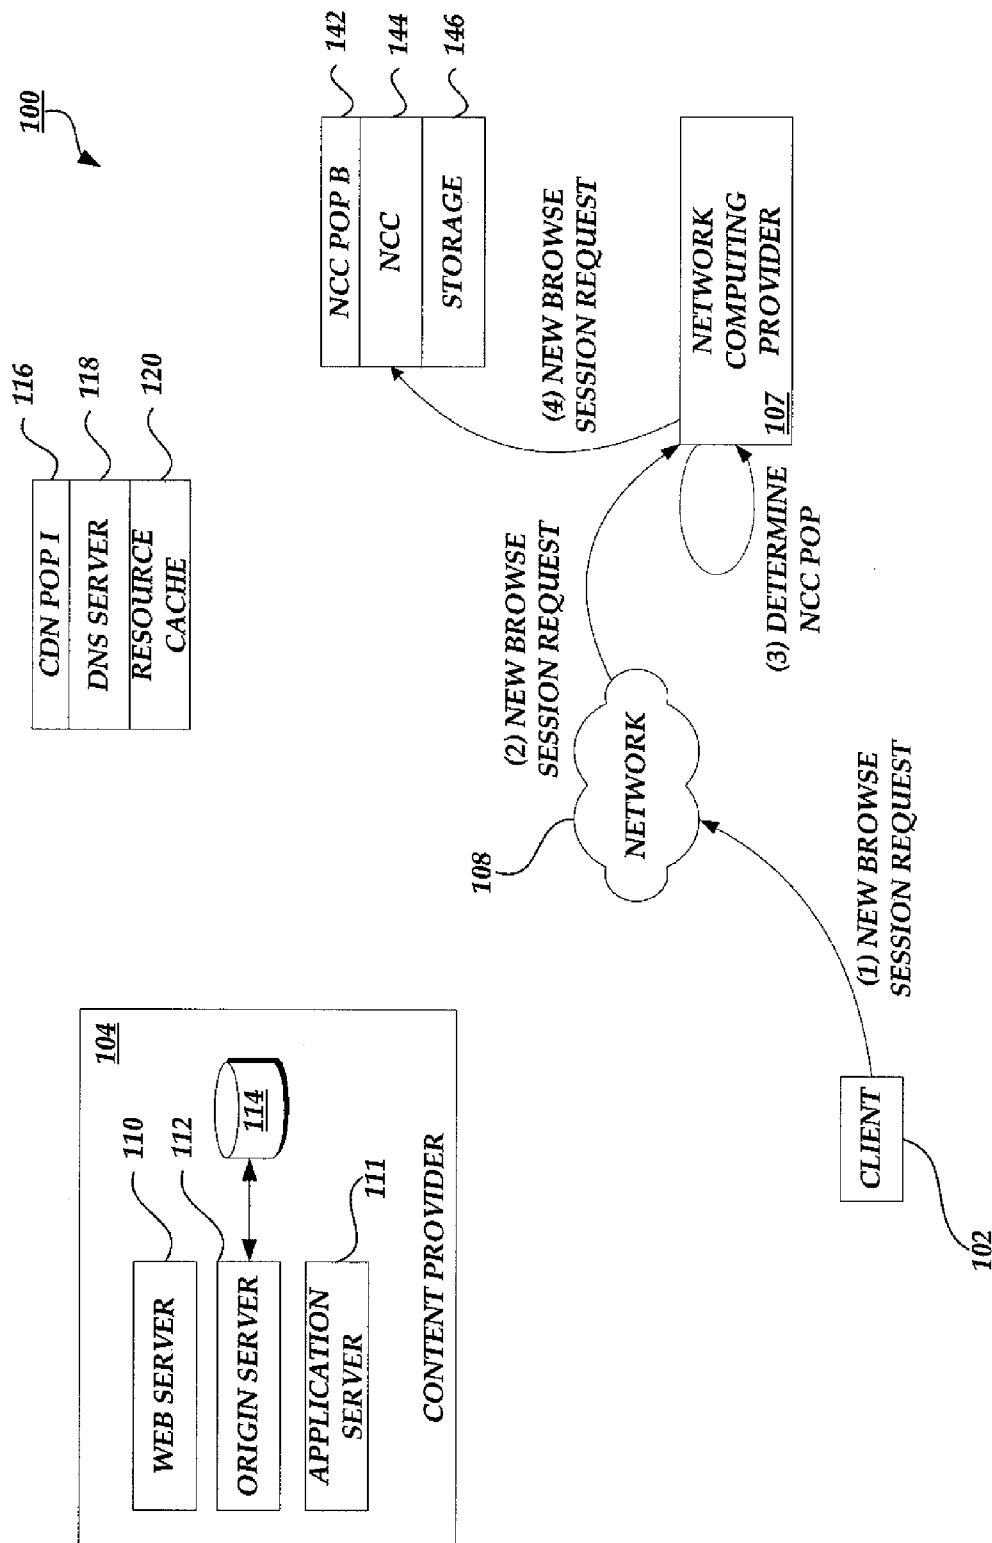 100
104
WEB SERVER
110
ORIGIN SERVER
112
114
APPLICATION
SERVER
111
CONTENT PROVIDER
CDN POP I
116
DNS SERVER
118
RESOURCE
CACHE
120
NCC POP B
142
NCC
144
STORAGE
146
(4) NEW BROWSE
SESSION REQUEST
(2) NEW BROWSE
SESSION REQUEST
108
NETWORK
NETWORK
COMPUTING
PROVIDER
107
(3) DETERMINE
NCC POP
(1) NEW BROWSE
SESSION REQUEST
CLIENT
102